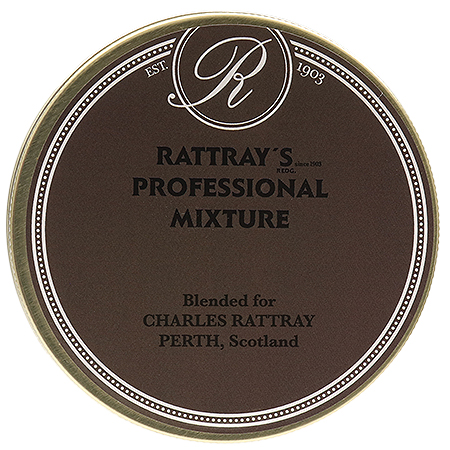 R
EST. 1903
RATTRAY´S since 1903
REDG.
PROFESSIONAL
MIXTURE
Blended for
CHARLES RATTRAY
PERTH, Scotland